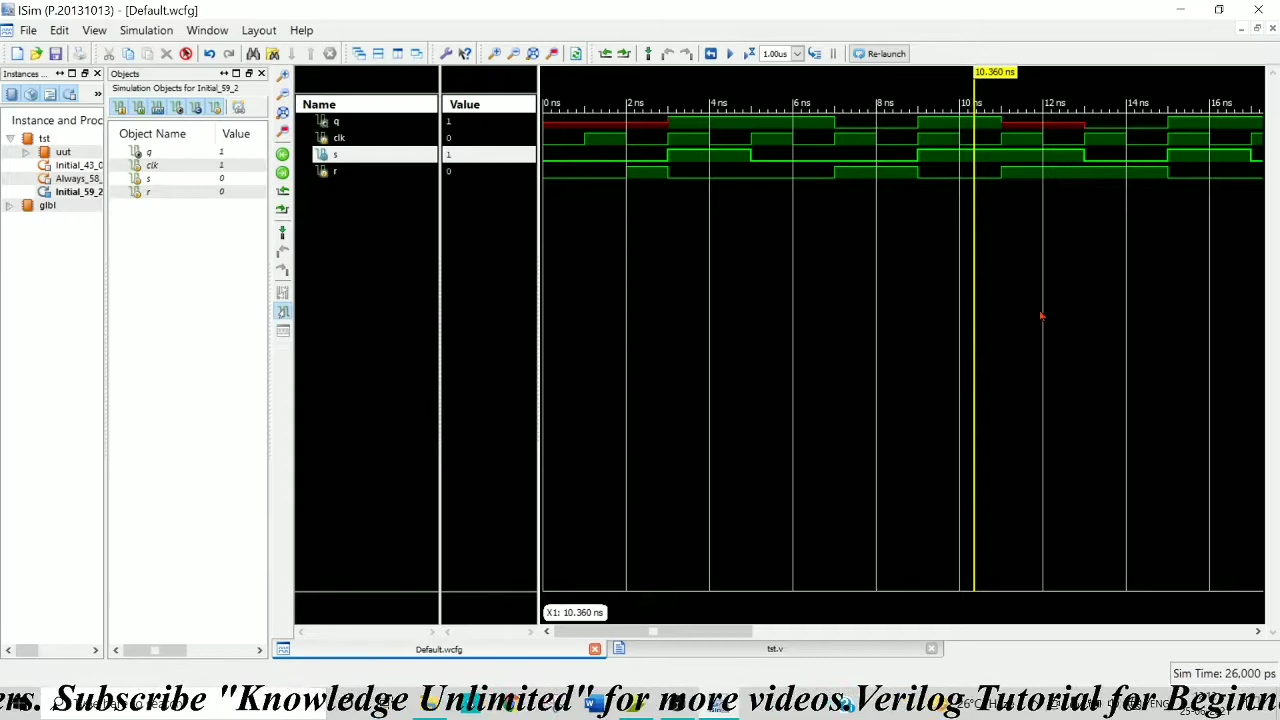 ISim (P.20131013) - [Default.wcfg]
File Edit View Simulation Window Layout Help
1.00us
Re-launch
Instances ...
Objects
Simulation Objects for Initial_59_2
Instance and Proc
Object Name Value
tst
uut
Initial_43_0
Always_58_
Initial_59_2
glbl
q 1
clk 1
s 0
r 0
Name Value
q 1
clk 0
s 1
r 0
10.360 ns
0 ns 2 ns 4 ns 6 ns 8 ns 10 ns 12 ns 14 ns 16 ns
X1: 10.360 ns
Default.wcfg
tst.v
Sim Time: 26,000 ps
ers. Subscribe "Knowledge Unlimited" for more videos.Verilog Tutorial for Beginn